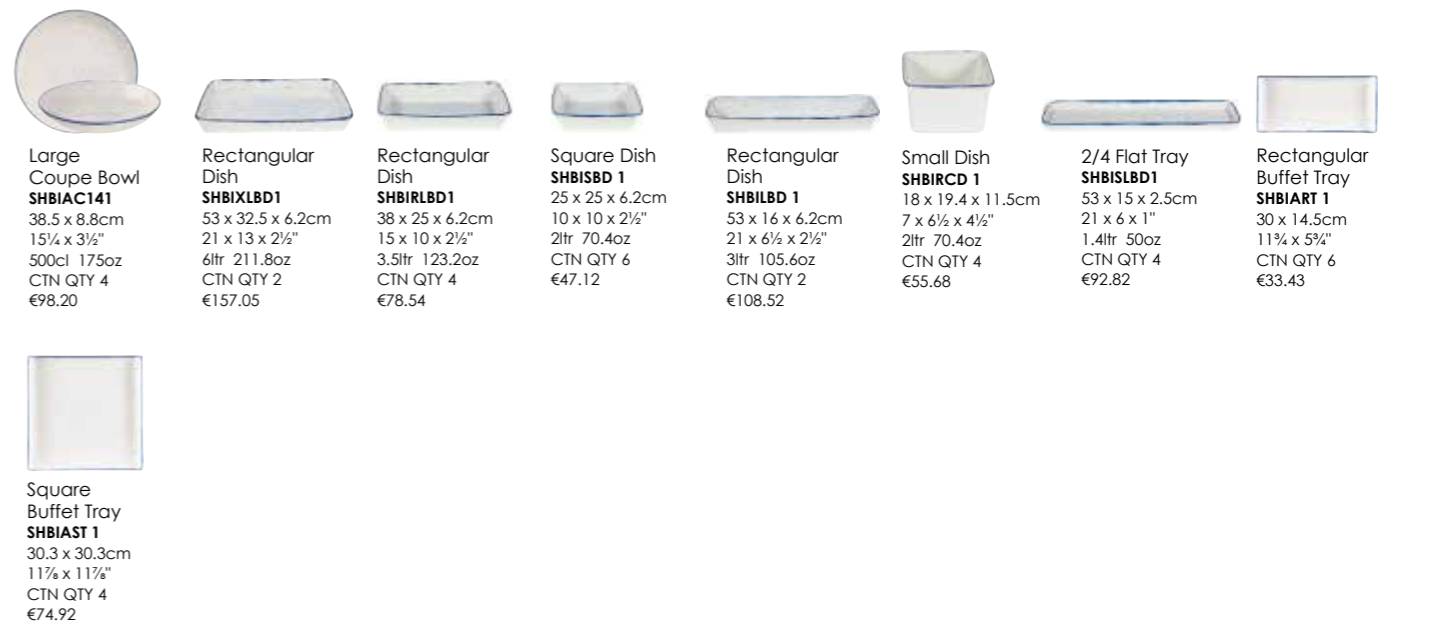 Large
Coupe Bowl
SHBIAC141
38.5 x 8.8cm
15¼ x 3½"
500cl 175oz
CTN QTY 4
€98.20
Rectangular
Dish
SHBIXLBD1
53 x 32.5 x 6.2cm
21 x 13 x 2½"
6ltr 211.8oz
CTN QTY 2
€157.05
Rectangular
Dish
SHBIRLBD1
38 x 25 x 6.2cm
15 x 10 x 2½"
3.5ltr 123.2oz
CTN QTY 4
€78.54
Square Dish
SHBISBD 1
25 x 25 x 6.2cm
10 x 10 x 2½"
2ltr 70.4oz
CTN QTY 6
€47.12
Rectangular
Dish
SHBILBD 1
53 x 16 x 6.2cm
21 x 6½ x 2½"
3ltr 105.6oz
CTN QTY 2
€108.52
Small Dish
SHBIRCD 1
18 x 19.4 x 11.5cm
7 x 6½ x 4½"
2ltr 70.4oz
CTN QTY 4
€55.68
2/4 Flat Tray
SHBISLBD1
53 x 15 x 2.5cm
21 x 6 x 1"
1.4ltr 50oz
CTN QTY 4
€92.82
Rectangular
Buffet Tray
SHBIART 1
30 x 14.5cm
11¾ x 5¾"
CTN QTY 6
€33.43
Square
Buffet Tray
SHBIAST 1
30.3 x 30.3cm
11⅞ x 11⅞"
CTN QTY 4
€74.92